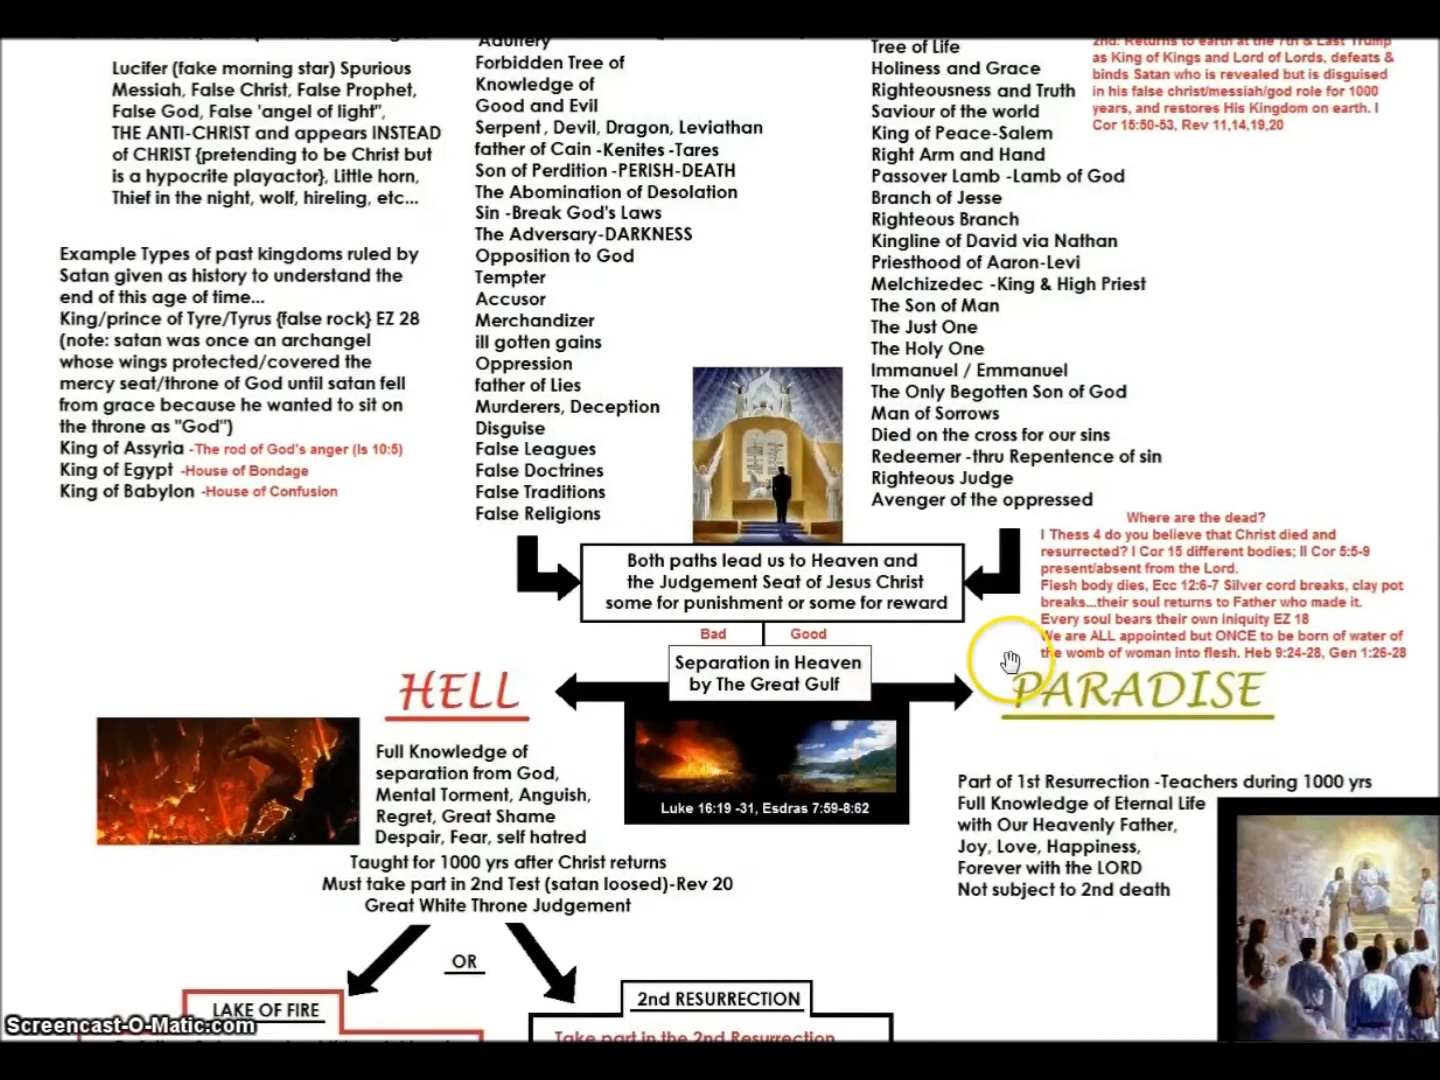 Lucifer (fake morning star) Spurious
Messiah, False Christ, False Prophet,
False God, False 'angel of light",
THE ANTI-CHRIST and appears INSTEAD
of CHRIST {pretending to be Christ but
is a hypocrite playactor}, Little horn,
Thief in the night, wolf, hireling, etc...
Example Types of past kingdoms ruled by
Satan given as history to understand the
end of this age of time...
King/prince of Tyre/Tyrus {false rock} EZ 28
(note: satan was once an archangel
whose wings protected/covered the
mercy seat/throne of God until satan fell
from grace because he wanted to sit on
the throne as "God")
King of Assyria -The rod of God's anger (Is 10:5)
King of Egypt -House of Bondage
King of Babylon -House of Confusion
Adultery
Forbidden Tree of
Knowledge of
Good and Evil
Serpent, Devil, Dragon, Leviathan
father of Cain -Kenites -Tares
Son of Perdition -PERISH-DEATH
The Abomination of Desolation
Sin -Break God's Laws
The Adversary-DARKNESS
Opposition to God
Tempter
Accusor
Merchandizer
ill gotten gains
Oppression
father of Lies
Murderers, Deception
Disguise
False Leagues
False Doctrines
False Traditions
False Religions
Tree of Life
Holiness and Grace
Righteousness and Truth
Saviour of the world
King of Peace-Salem
Right Arm and Hand
Passover Lamb -Lamb of God
Branch of Jesse
Righteous Branch
Kingline of David via Nathan
Priesthood of Aaron-Levi
Melchizedec -King & High Priest
The Son of Man
The Just One
The Holy One
Immanuel / Emmanuel
The Only Begotten Son of God
Man of Sorrows
Died on the cross for our sins
Redeemer -thru Repentence of sin
Righteous Judge
Avenger of the oppressed
2nd. Returns to earth at the 7th & Last Trump
as King of Kings and Lord of Lords, defeats &
binds Satan who is revealed but is disguised
in his false christ/messiah/god role for 1000
years, and restores His Kingdom on earth. I
Cor 15:50-53, Rev 11,14,19,20
Where are the dead?
I Thess 4 do you believe that Christ died and
resurrected? I Cor 15 different bodies; II Cor 5:5-9
present/absent from the Lord.
Flesh body dies, Ecc 12:6-7 Silver cord breaks, clay pot
breaks...their soul returns to Father who made it.
Every soul bears their own iniquity EZ 18
We are ALL appointed but ONCE to be born of water of
the womb of woman into flesh. Heb 9:24-28, Gen 1:26-28
Both paths lead us to Heaven and
the Judgement Seat of Jesus Christ
some for punishment or some for reward
Bad Good
Separation in Heaven
by The Great Gulf
HELL
PARADISE
Luke 16:19 -31, Esdras 7:59-8:62
Full Knowledge of
separation from God,
Mental Torment, Anguish,
Regret, Great Shame
Despair, Fear, self hatred
Taught for 1000 yrs after Christ returns
Must take part in 2nd Test (satan loosed)-Rev 20
Great White Throne Judgement
Part of 1st Resurrection -Teachers during 1000 yrs
Full Knowledge of Eternal Life
with Our Heavenly Father,
Joy, Love, Happiness,
Forever with the LORD
Not subject to 2nd death
OR
LAKE OF FIRE
2nd RESURRECTION
Take part in the 2nd Resurrection
Screencast-O-Matic.com